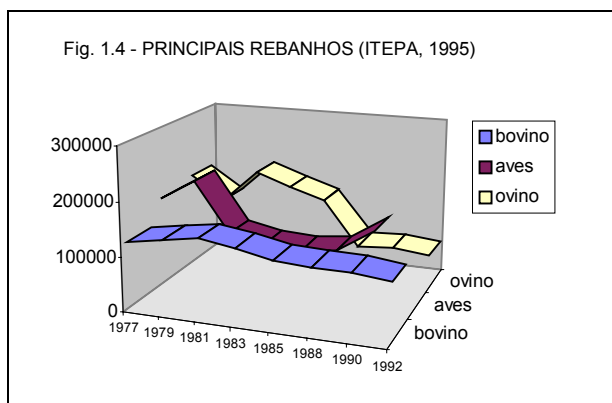 Fig. 1.4 - PRINCIPAIS REBANHOS (ITEPA, 1995)
300000
200000
100000
0
1977
1979
1981
1983
1985
1988
1990
1992
bovino
aves
ovino
ovino
aves
bovino